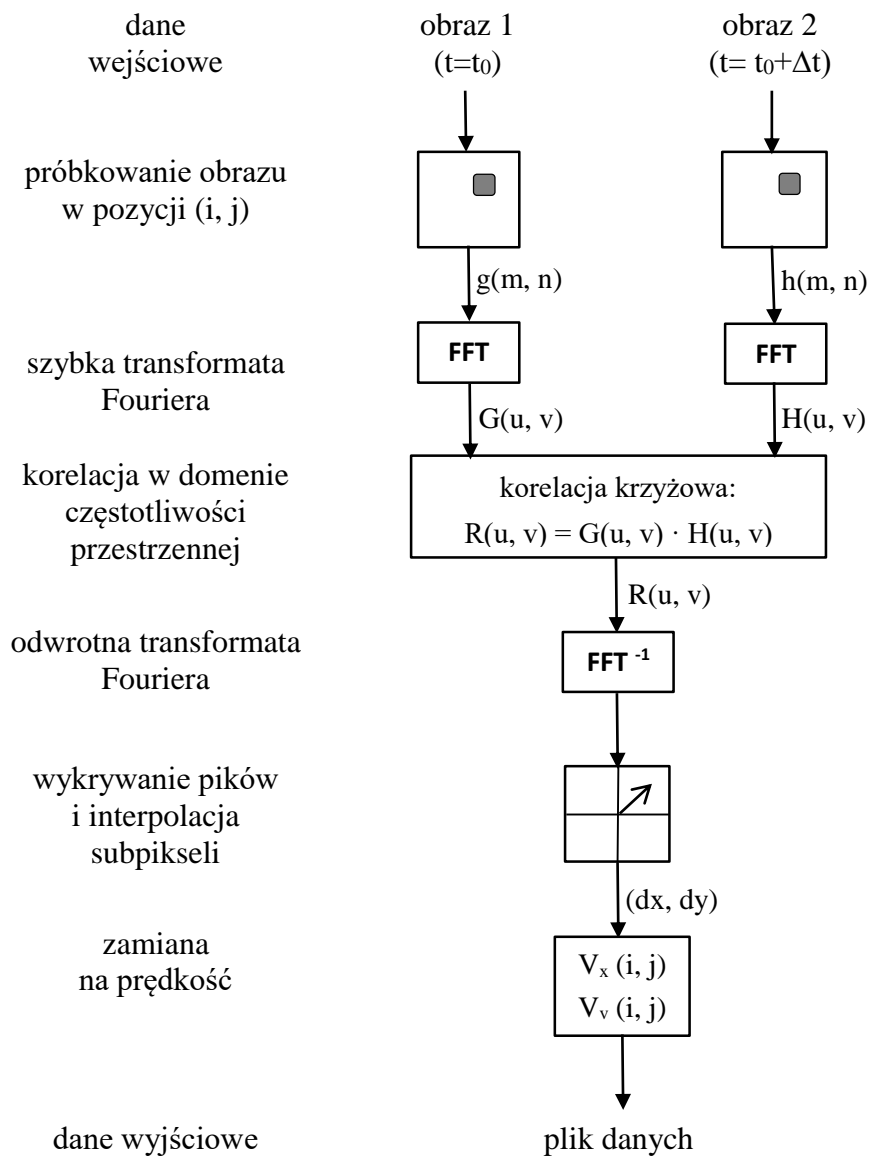 dane
wejściowe
obraz 1
(t=t₀)
obraz 2
(t= t₀+Δt)
próbkowanie obrazu
w pozycji (i, j)
g(m, n)
h(m, n)
szybka transformata
Fouriera
FFT
FFT
G(u, v)
H(u, v)
korelacja w domenie
częstotliwości
przestrzennej
korelacja krzyżowa:
R(u, v) = G(u, v) · H(u, v)
R(u, v)
odwrotna transformata
Fouriera
FFT ⁻¹
wykrywanie pików
i interpolacja
subpikseli
(dx, dy)
zamiana
na prędkość
Vₓ (i, j)
Vᵥ (i, j)
dane wyjściowe
plik danych